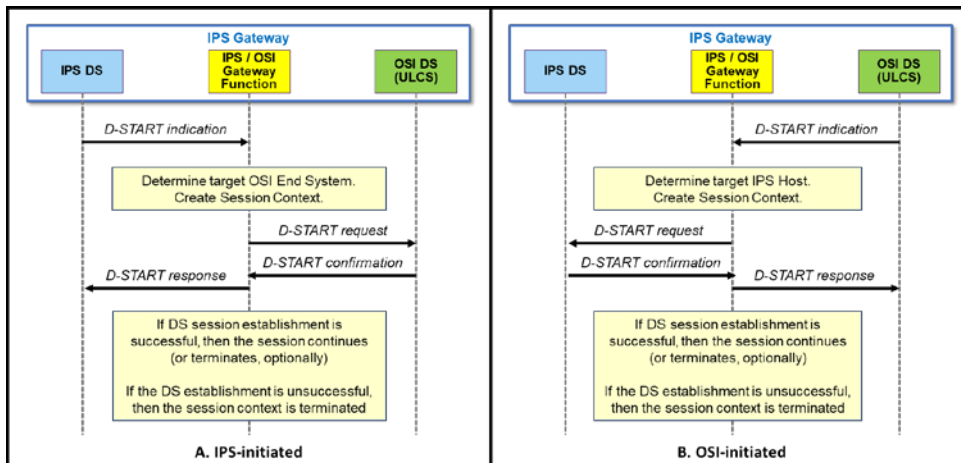 IPS Gateway
IPS DS
IPS / OSI
Gateway
Function
OSI DS
(ULCS)
D-START indication
Determine target OSI End System.
Create Session Context.
D-START request
D-START confirmation
D-START response
If DS session establishment is
successful, then the session continues
(or terminates, optionally)
If the DS establishment is unsuccessful,
then the session context is terminated
A. IPS-initiated
IPS Gateway
IPS DS
IPS / OSI
Gateway
Function
OSI DS
(ULCS)
D-START indication
Determine target IPS Host.
Create Session Context.
D-START request
D-START confirmation
D-START response
If DS session establishment is
successful, then the session continues
(or terminates, optionally)
If the DS establishment is unsuccessful,
then the session context is terminated
B. OSI-initiated